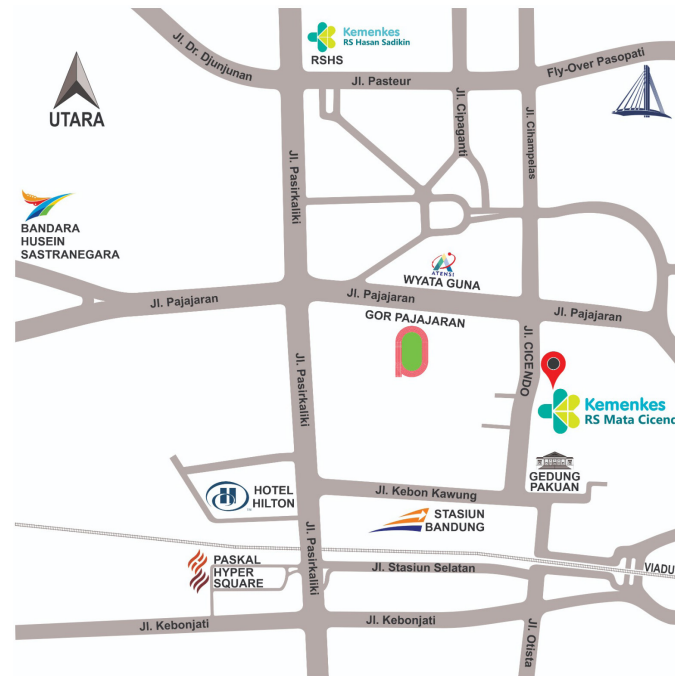 Kemenkes
RS Hasan Sadikin
RSHS
Jl. Dr. Djunjunan
Jl. Pasteur
Fly-Over Pasopati
UTARA
Jl. Cipaganti
Jl. Cihampelas
Jl. Pasirkaliki
BANDARA
HUSEIN
SASTRANEGARA
ATENSI
WYATA GUNA
Jl. Pajajaran
Jl. Pajajaran
Jl. Pajajaran
GOR PAJAJARAN
Jl. CICENDO
Jl. Pasirkaliki
Kemenkes
RS Mata Cicend
GEDUNG
PAKUAN
HOTEL
HILTON
Jl. Kebon Kawung
STASIUN
BANDUNG
Jl. Pasirkaliki
PASKAL
HYPER
SQUARE
Jl. Stasiun Selatan
VIADU
Jl. Kebonjati
Jl. Kebonjati
Jl. Otista